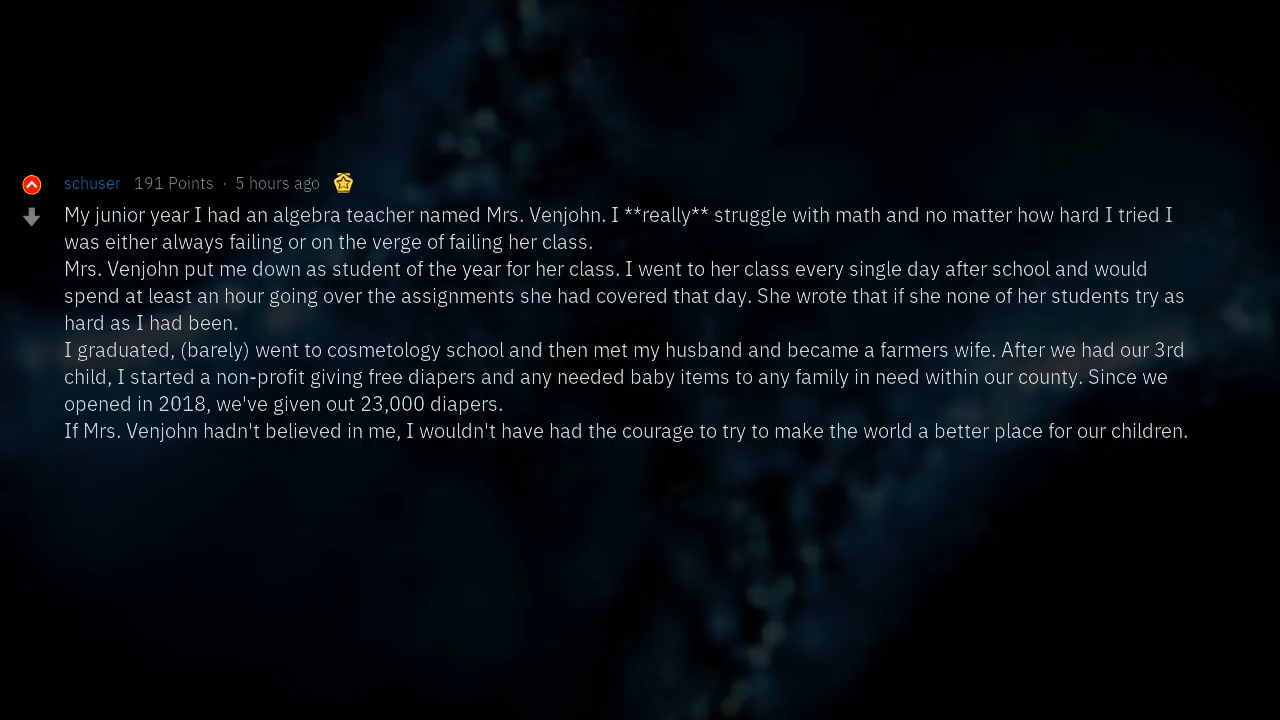 schuser 191 Points · 5 hours ago
My junior year I had an algebra teacher named Mrs. Venjohn. I **really** struggle with math and no matter how hard I tried I
was either always failing or on the verge of failing her class.
Mrs. Venjohn put me down as student of the year for her class. I went to her class every single day after school and would
spend at least an hour going over the assignments she had covered that day. She wrote that if she none of her students try as
hard as I had been.
I graduated, (barely) went to cosmetology school and then met my husband and became a farmers wife. After we had our 3rd
child, I started a non-profit giving free diapers and any needed baby items to any family in need within our county. Since we
opened in 2018, we've given out 23,000 diapers.
If Mrs. Venjohn hadn't believed in me, I wouldn't have had the courage to try to make the world a better place for our children.